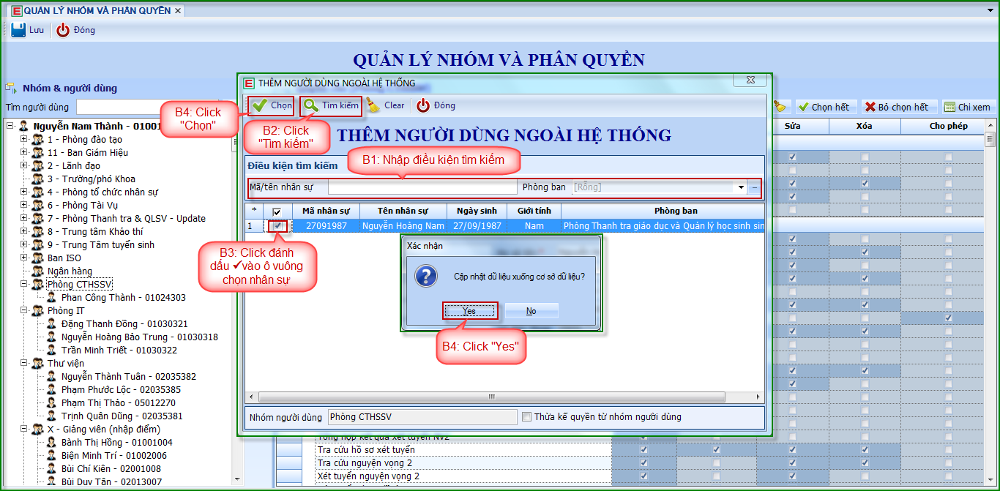 QUẢN LÝ NHÓM VÀ PHÂN QUYỀN
Lưu Đóng
QUẢN LÝ NHÓM VÀ PHÂN QUYỀN
Nhóm & người dùng
Tìm người dùng
Chọn hết Bỏ chọn hết Chỉ xem
Sửa Xóa Cho phép
Nguyễn Nam Thành - 01001
1 - Phòng đào tạo
11 - Ban Giám Hiệu
2 - Lãnh đạo
3 - Trưởng/phó Khoa
4 - Phòng tổ chức nhân sự
6 - Phòng Tài Vụ
7 - Phòng Thanh tra & QLSV - Update
8 - Trung tâm Khảo thí
9 - Trung Tâm tuyển sinh
Ban ISO
Ngân hàng
Phòng CTHSSV
Phan Công Thành - 01024303
Phòng IT
Đặng Thanh Đồng - 01030321
Nguyễn Hoàng Bảo Trung - 01030318
Trần Minh Triết - 01030322
Thư viện
Nguyễn Thành Tuân - 02035382
Phạm Phước Lộc - 02035385
Phạm Thị Thảo - 05012270
Trịnh Quân Dũng - 02035381
X - Giảng viên (nhập điểm)
Bành Thị Hồng - 01001004
Biện Minh Trí - 01002006
Bùi Chí Kiên - 02001008
Bùi Duy Tân - 02013007
THÊM NGƯỜI DÙNG NGOÀI HỆ THỐNG
Chọn Tìm kiếm Clear Đóng
B4: Click
"Chọn"
B2: Click
"Tìm kiếm"
THÊM NGƯỜI DÙNG NGOÀI HỆ THỐNG
B1: Nhập điều kiện tìm kiếm
Điều kiện tìm kiếm
Mã/tên nhân sự Phòng ban [Rỗng]
* Mã nhân sự Tên nhân sự Ngày sinh Giới tính Phòng ban
1 27091987 Nguyễn Hoàng Nam 27/09/1987 Nam Phòng Thanh tra giáo dục và Quản lý học sinh sin
B3: Click đánh
dấu ✓vào ô vuông
chọn nhân sự
Xác nhận
Cập nhật dữ liệu xuống cơ sở dữ liệu?
Yes No
B4: Click "Yes"
Nhóm người dùng Phòng CTHSSV Thừa kế quyền từ nhóm người dùng
Tổng hợp kết quả xét tuyển NV2
Tra cứu hồ sơ xét tuyển
Tra cứu nguyện vọng 2
Xét tuyển nguyện vọng 2